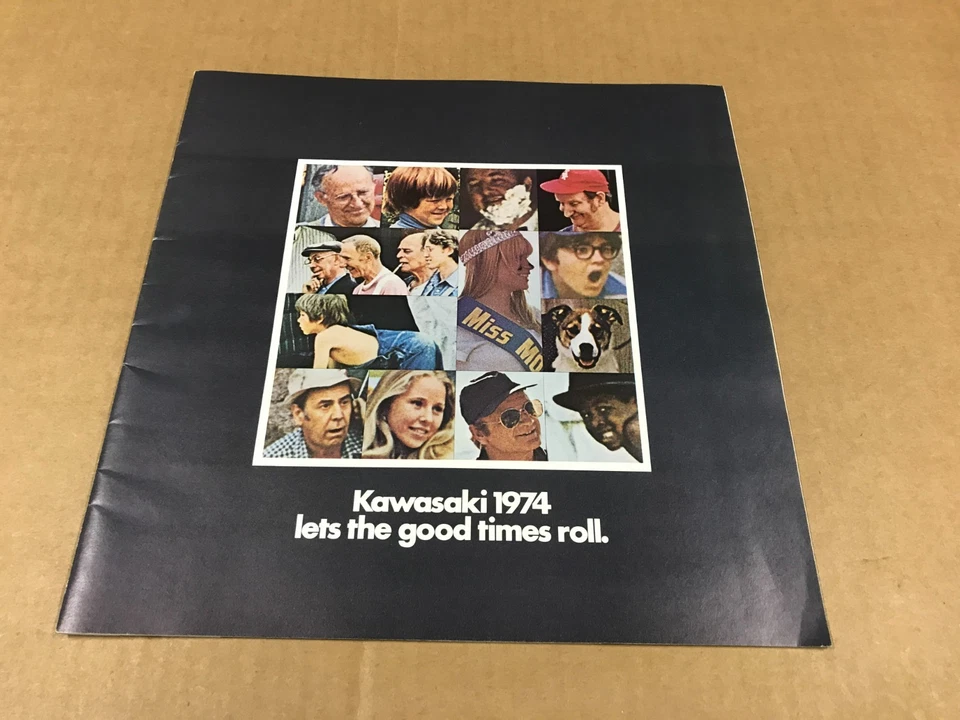 Miss Mo
Kawasaki 1974
lets the good times roll.